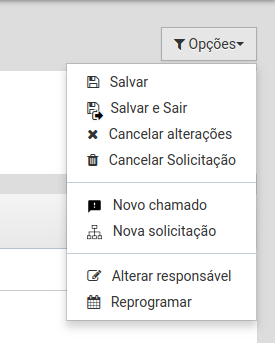 Opções
Salvar
Salvar e Sair
Cancelar alterações
Cancelar Solicitação
Novo chamado
Nova solicitação
Alterar responsável
Reprogramar